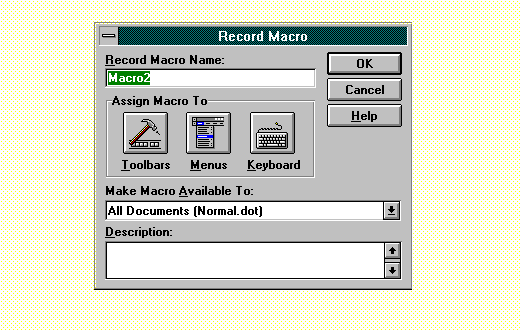 Record Macro
Record Macro Name:
Macro2
OK
Cancel
Help
Assign Macro To
Toolbars Menus Keyboard
Make Macro Available To:
All Documents (Normal.dot)
Description: